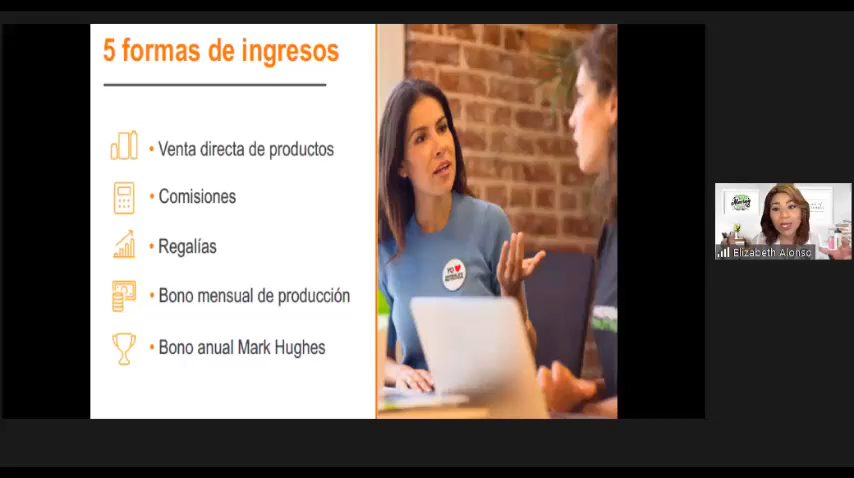 5 formas de ingresos
• Venta directa de productos
• Comisiones
• Regalías
• Bono mensual de producción
• Bono anual Mark Hughes
YO
Elizabeth Alonso